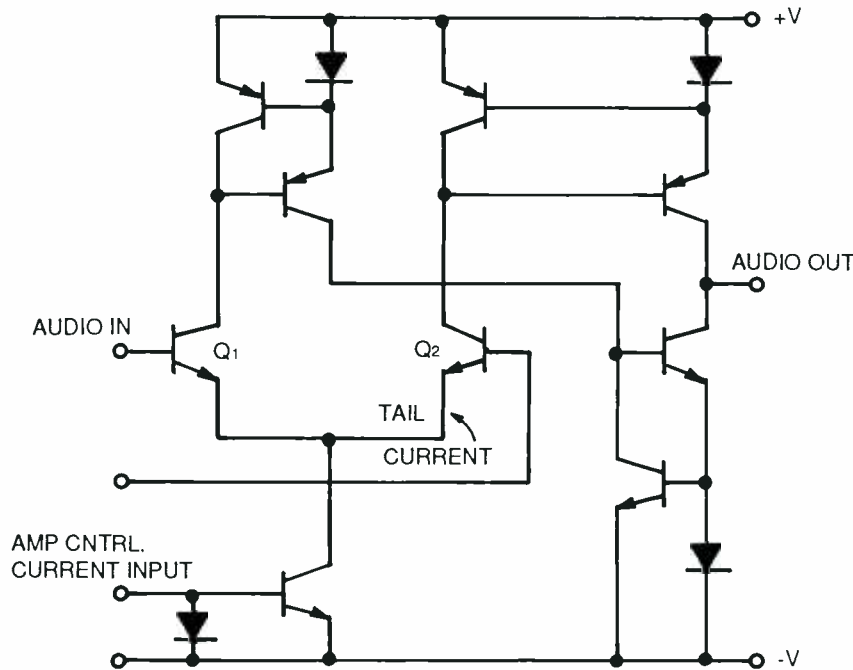 +V
AUDIO OUT
AUDIO IN
Q1
Q2
TAIL
CURRENT
AMP CNTRL.
CURRENT INPUT
-V